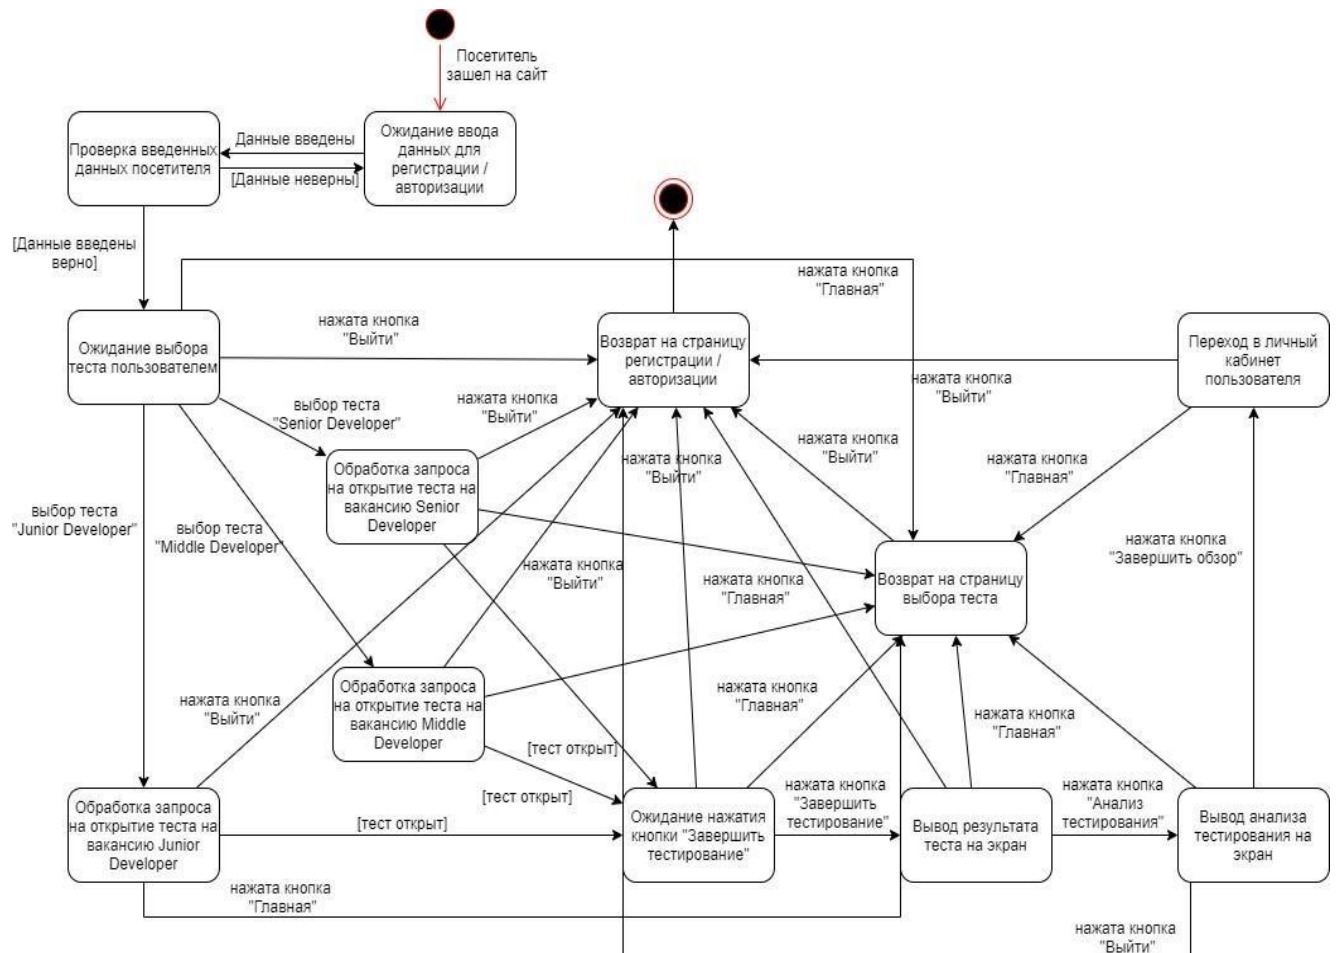 Посетитель
зашел на сайт
Ожидание ввода
данных для
регистрации /
авторизации
Данные введены
[Данные неверны]
Проверка введенных
данных посетителя
[Данные введены
верно]
нажата кнопка
"Главная"
нажата кнопка
"Выйти"
Ожидание выбора
теста пользователем
Возврат на страницу
регистрации /
авторизации
Переход в личный
кабинет
пользователя
нажата кнопка
"Выйти"
выбор теста
"Senior Developer"
нажата кнопка
"Выйти"
нажата кнопка
"Выйти"
нажата кнопка
"Выйти"
нажата кнопка
"Главная"
Обработка запроса
на открытие теста на
вакансию Senior
Developer
выбор теста
"Junior Developer"
выбор теста
"Middle Developer"
нажата кнопка
"Завершить обзор"
нажата кнопка
"Выйти"
нажата кнопка
"Главная"
Возврат на страницу
выбора теста
Обработка запроса
на открытие теста на
вакансию Middle
Developer
нажата кнопка
"Выйти"
нажата кнопка
"Главная"
нажата кнопка
"Главная"
[тест открыт]
[тест открыт]
[тест открыт]
Обработка запроса
на открытие теста на
вакансию Junior
Developer
Ожидание нажатия
кнопки "Завершить
тестирование"
нажата кнопка
"Завершить
тестирование"
Вывод результата
теста на экран
нажата кнопка
"Анализ
тестирования"
Вывод анализа
тестирования на
экран
нажата кнопка
"Главная"
нажата кнопка
"Выйти"